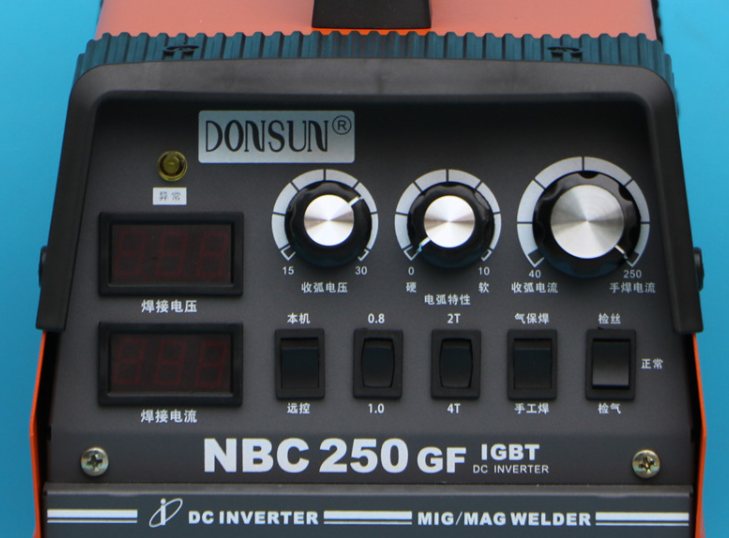 DONSUN®
异常
15 30
收弧电压
0 10
硬 软
电弧特性
40 250
收弧电流 手焊电流
焊接电压
本机 0.8 2T 气保焊 检丝
正常
远控 1.0 4T 手工焊 检气
焊接电流
NBC 250 GF IGBT
DC INVERTER
DC INVERTER MIG/MAG WELDER